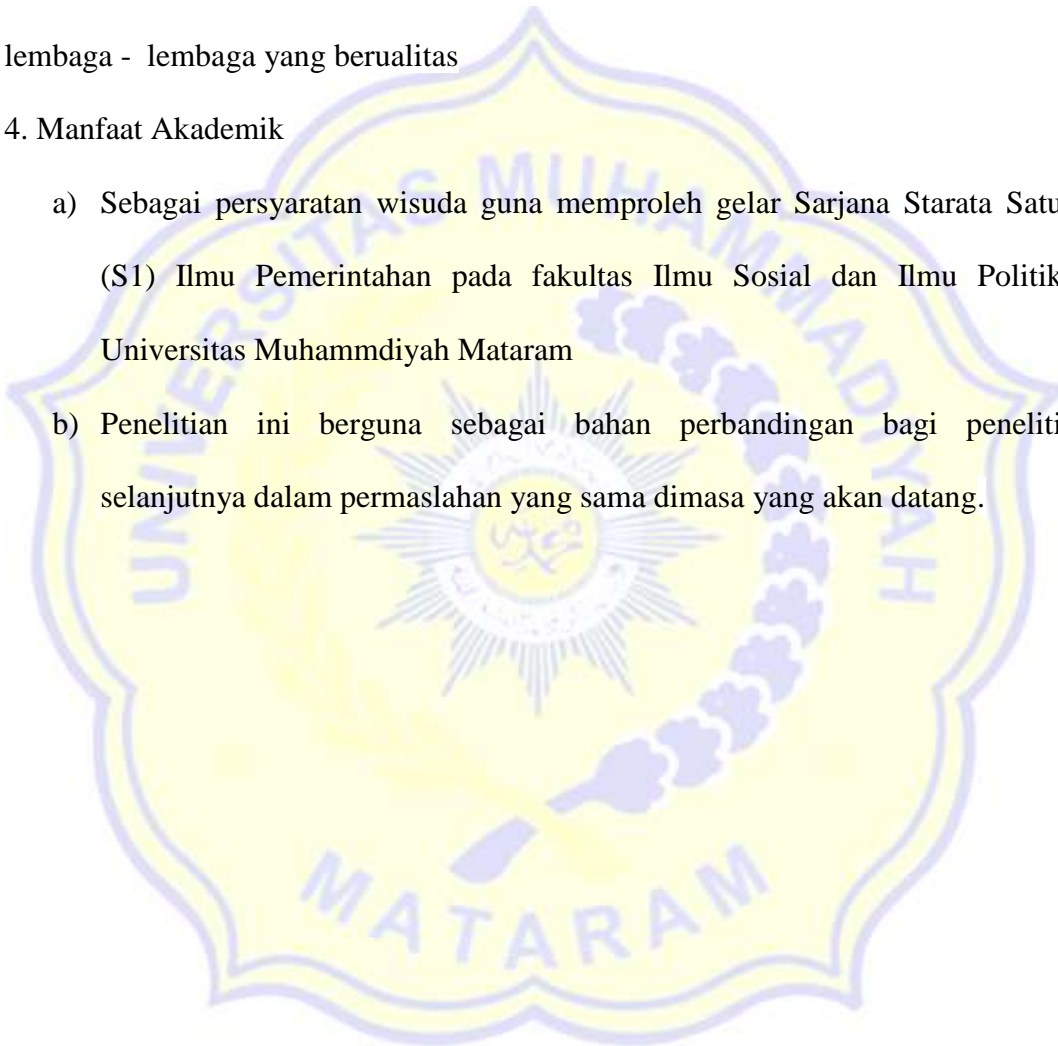 lembaga - lembaga yang berualitas
4. Manfaat Akademik
a) Sebagai persyaratan wisuda guna memproleh gelar Sarjana Starata Satu
(S1) Ilmu Pemerintahan pada fakultas Ilmu Sosial dan Ilmu Politik
Universitas Muhammdiyah Mataram
b) Penelitian ini berguna sebagai bahan perbandingan bagi peneliti
selanjutnya dalam permaslahan yang sama dimasa yang akan datang.
UNIVERSITAS MUHAMMADIYAH
MATARAM